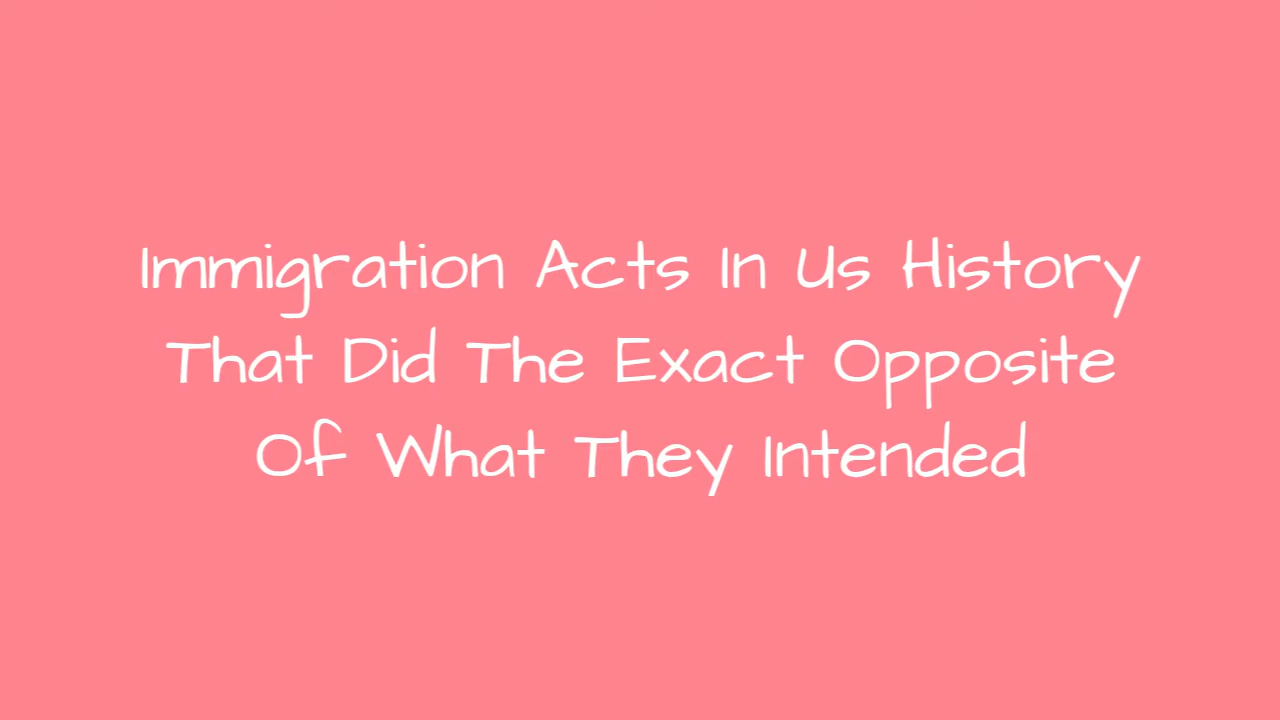 Immigration Acts In Us History
That Did The Exact Opposite
Of What They Intended